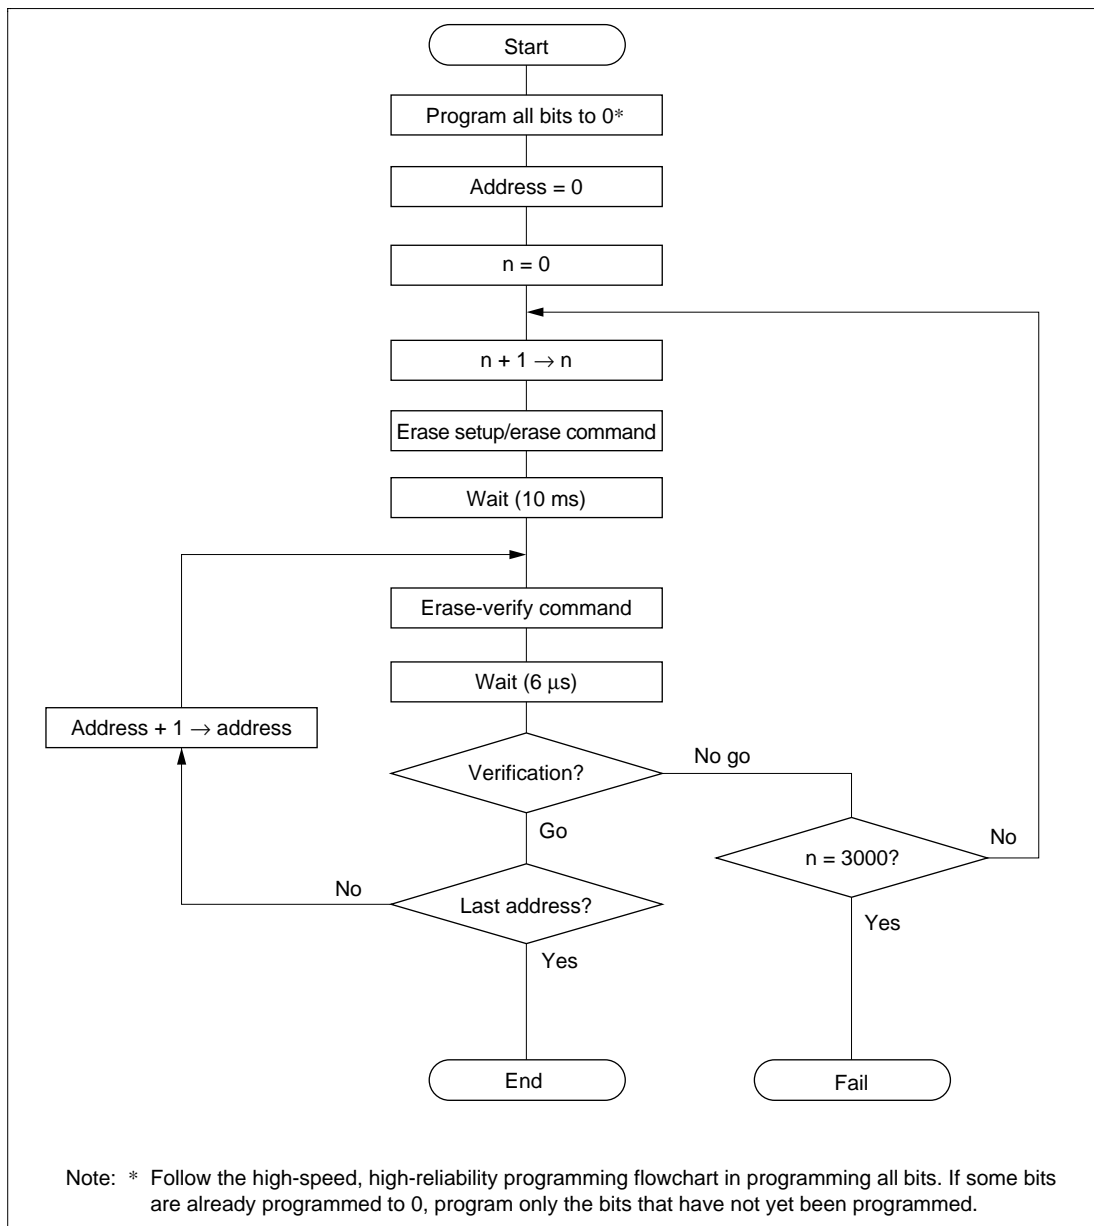 Start
Program all bits to 0*
Address = 0
n = 0
n + 1 → n
Erase setup/erase command
Wait (10 ms)
Erase-verify command
Wait (6 μs)
Address + 1 → address
Verification?
No go
Go
n = 3000?
No
No
Last address?
Yes
Yes
End
Fail
Note: * Follow the high-speed, high-reliability programming flowchart in programming all bits. If some bits
are already programmed to 0, program only the bits that have not yet been programmed.